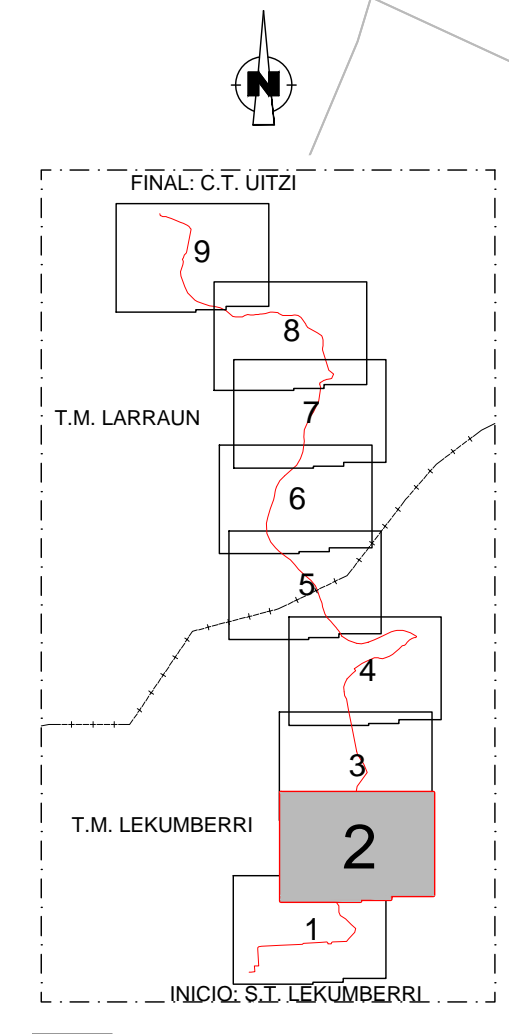 N
FINAL: C.T. UITZI
9
8
7
T.M. LARRAUN
6
5
4
3
T.M. LEKUMBERRI
2
1
INICIO: S.T. LEKUMBERRI